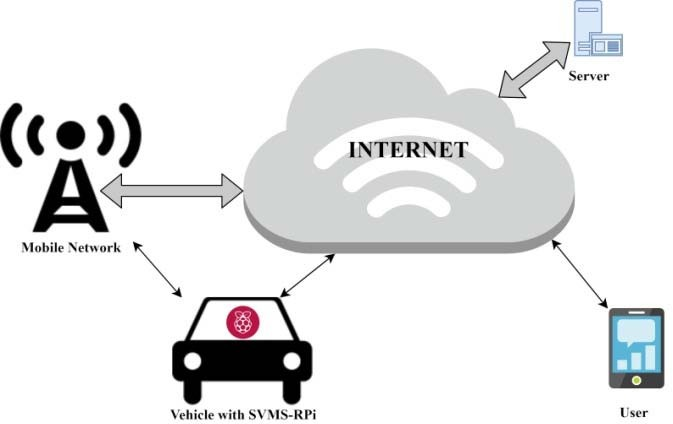 Server
INTERNET
Mobile Network
Vehicle with SVMS-RPi
User